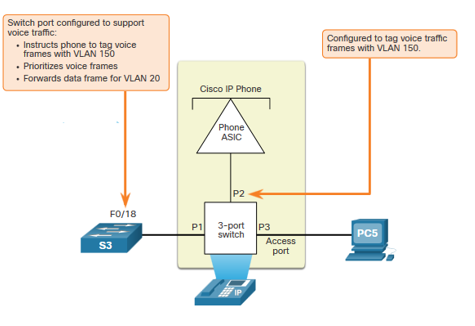 Switch port configured to support
voice traffic:
• Instructs phone to tag voice
frames with VLAN 150
• Prioritizes voice frames
• Forwards data frame for VLAN 20
Configured to tag voice traffic
frames with VLAN 150.
Cisco IP Phone
Phone
ASIC
P2
F0/18
P1
3-port
switch
P3
Access
port
S3
PC5
IP